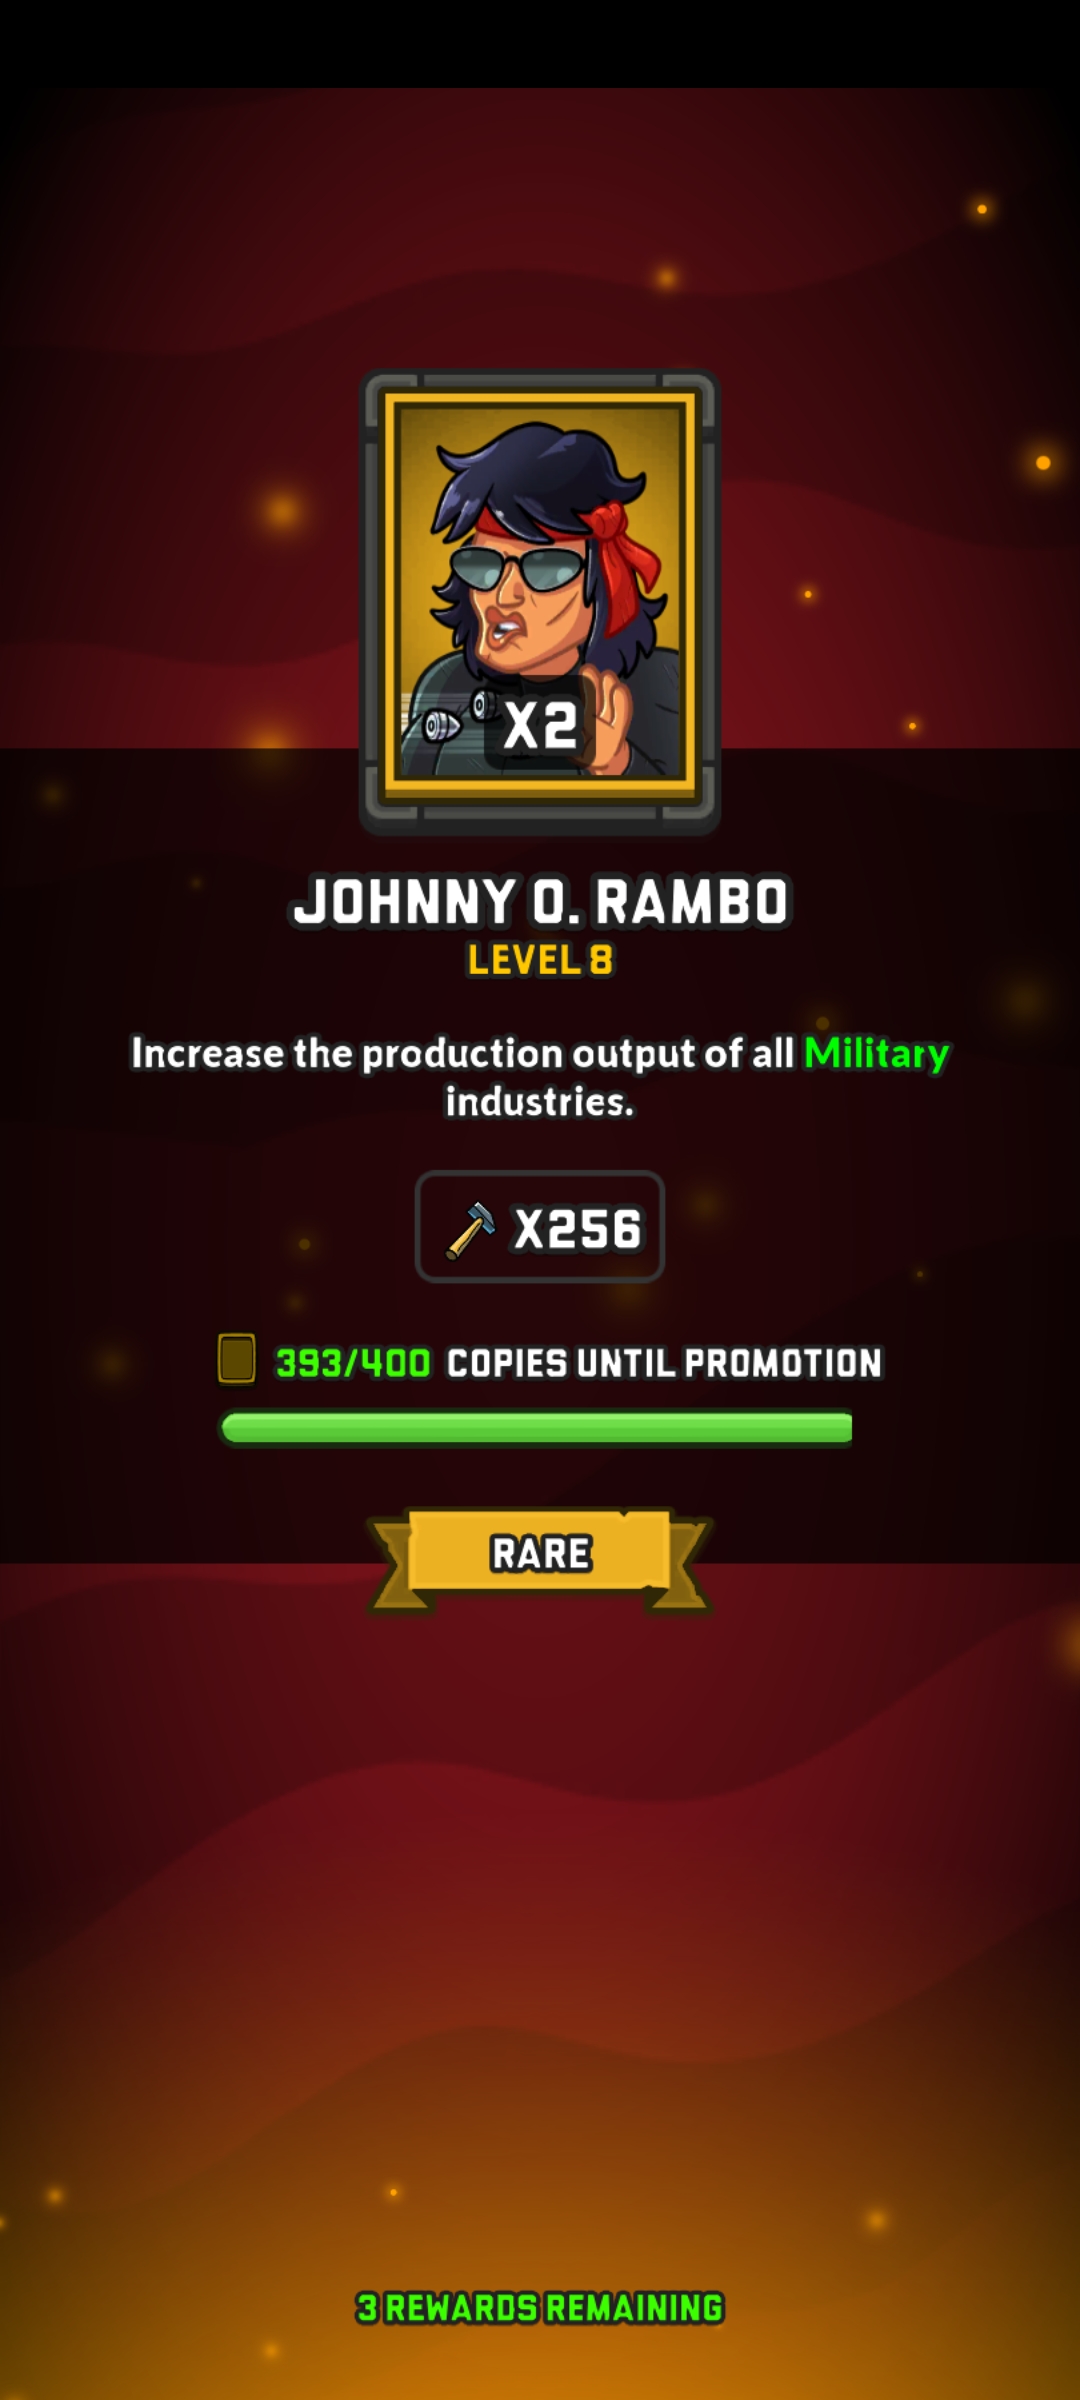 X2
JOHNNY O. RAMBO
LEVEL 8
Increase the production output of all Military
industries.
X256
393/400 COPIES UNTIL PROMOTION
RARE
3 REWARDS REMAINING